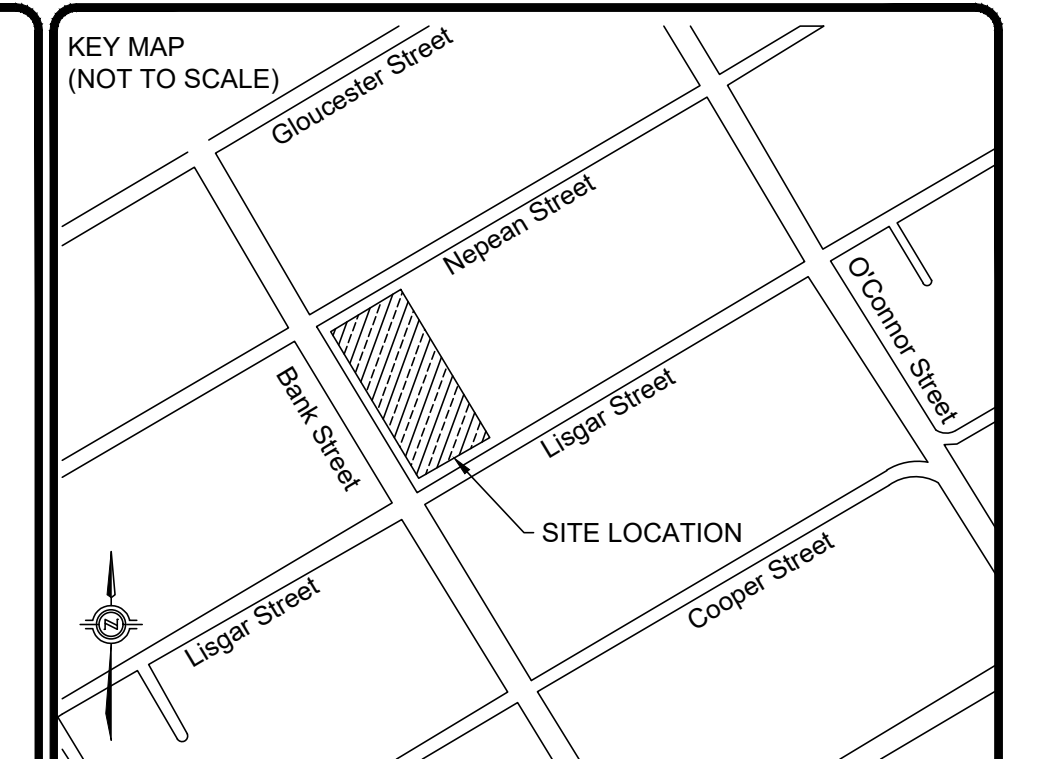 KEY MAP
(NOT TO SCALE)
Gloucester Street
Nepean Street
O'Connor Street
Bank Street
Lisgar Street
SITE LOCATION
Cooper Street
Lisgar Street
N